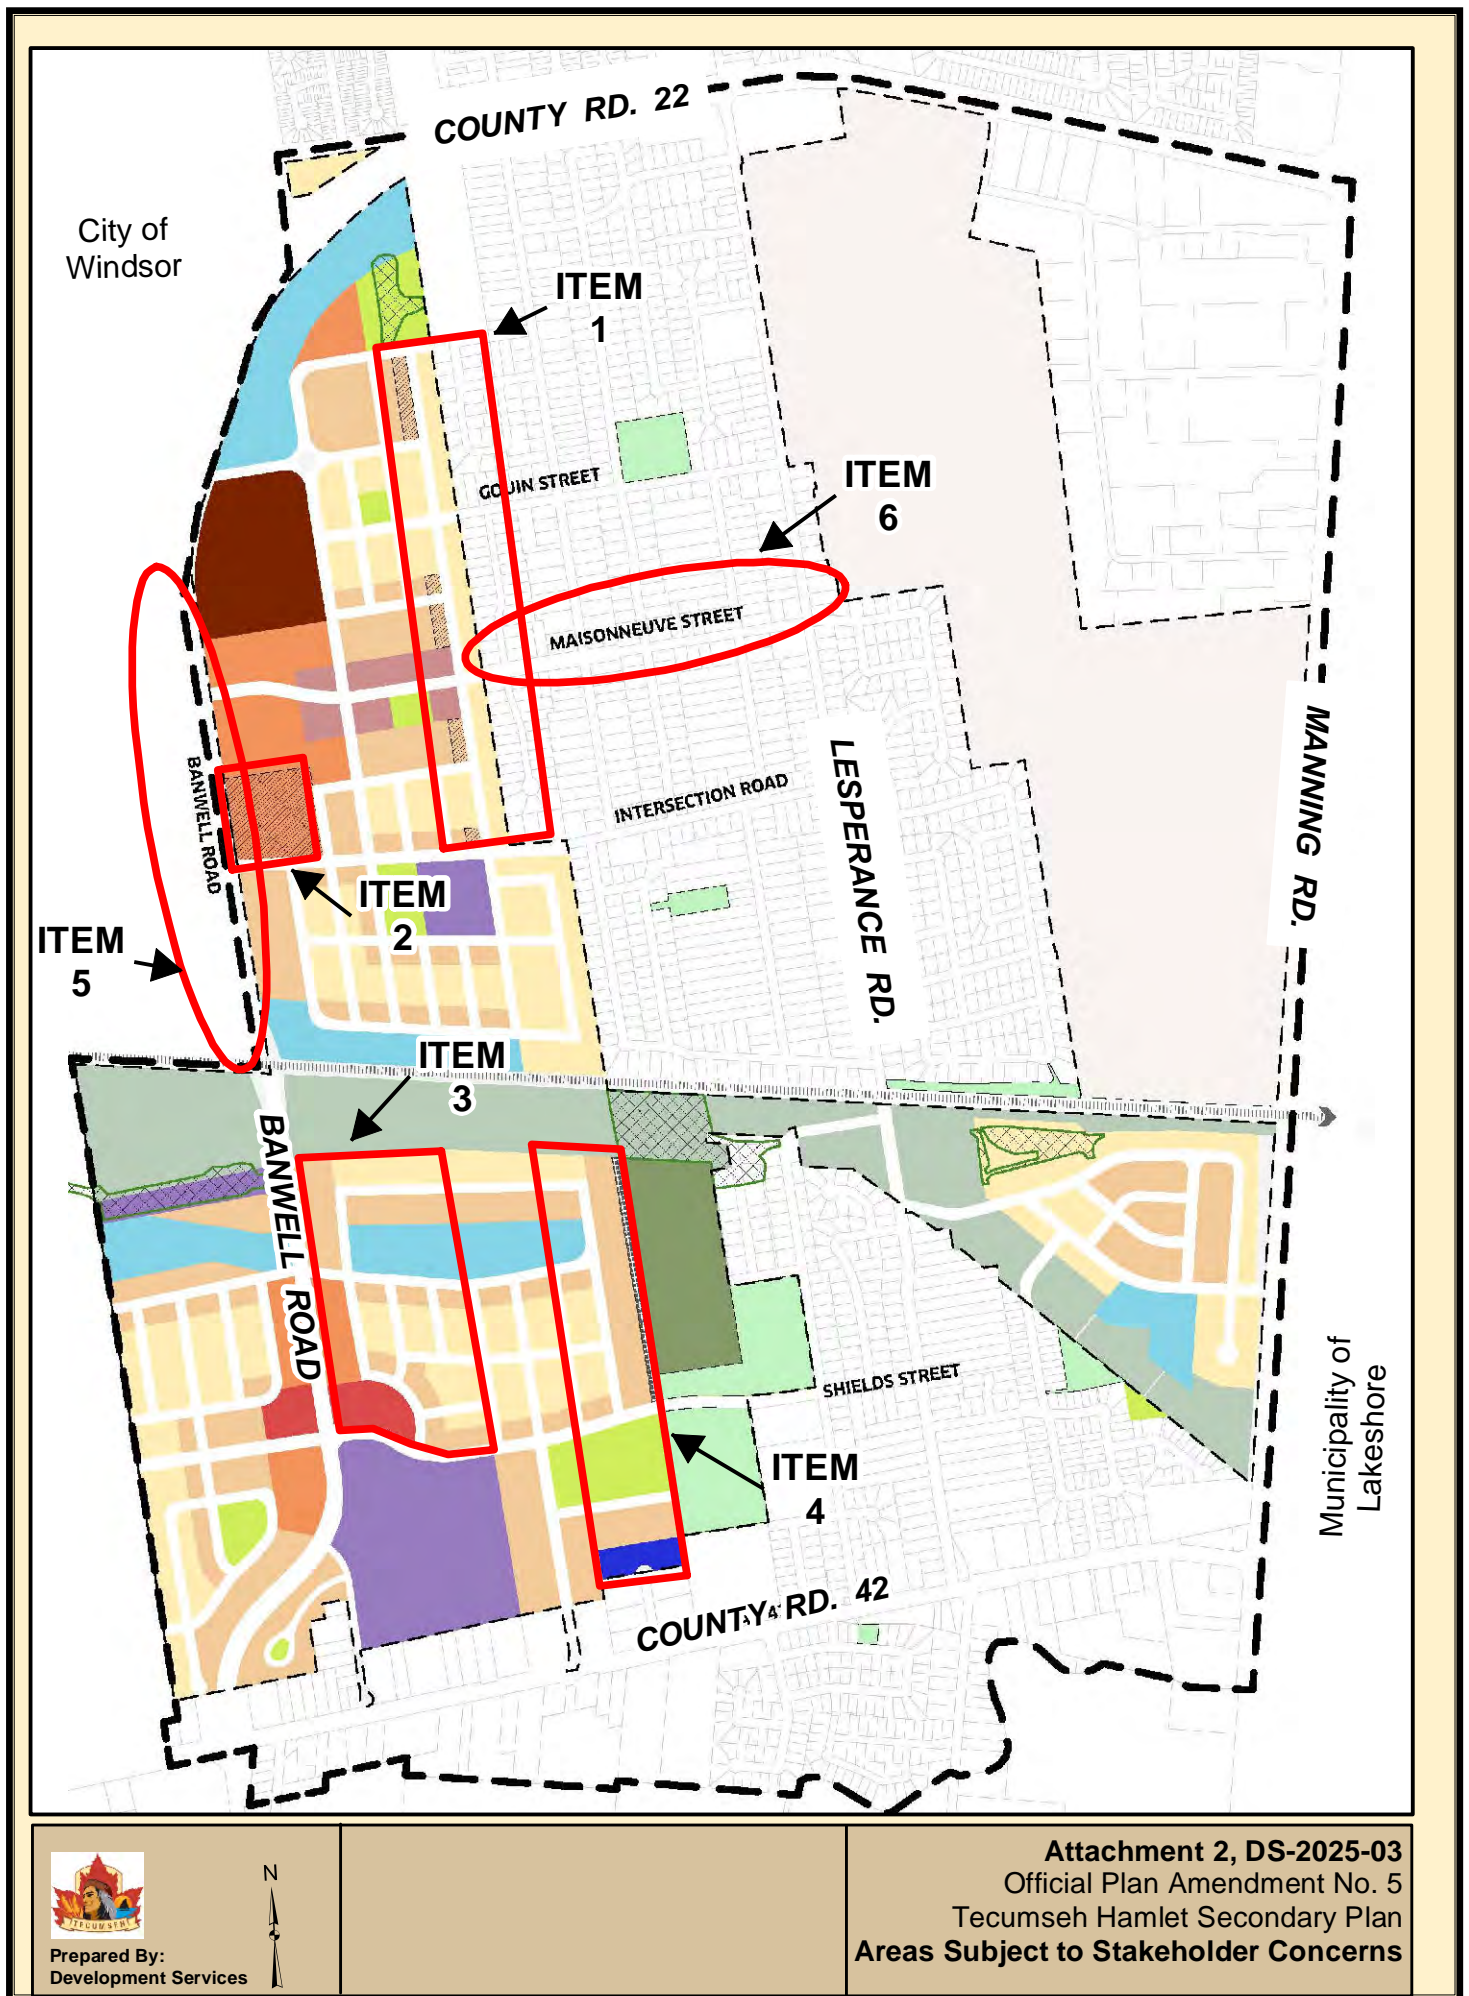 COUNTY RD. 22
City of
Windsor
ITEM
1
GOUIN STREET
ITEM
6
MAISONNEUVE STREET
MANNING RD.
LESPERANCE RD.
BANWELL ROAD
INTERSECTION ROAD
ITEM
2
ITEM
5
ITEM
3
BANWELL ROAD
SHIELDS STREET
Municipality of
Lakeshore
ITEM
4
COUNTY RD. 42
TECUMSEH
N
Prepared By:
Development Services
Attachment 2, DS-2025-03
Official Plan Amendment No. 5
Tecumseh Hamlet Secondary Plan
Areas Subject to Stakeholder Concerns